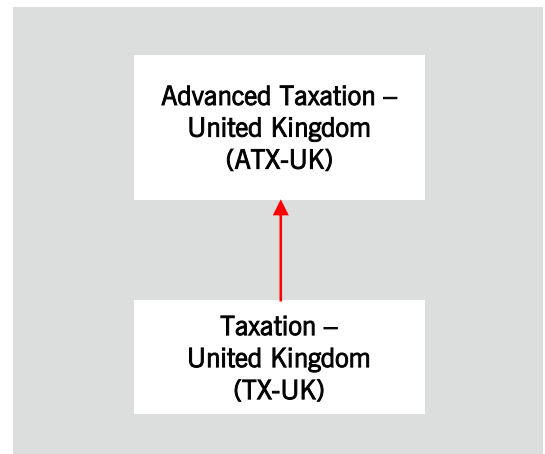 Advanced Taxation –
United Kingdom
(ATX-UK)
Taxation –
United Kingdom
(TX-UK)